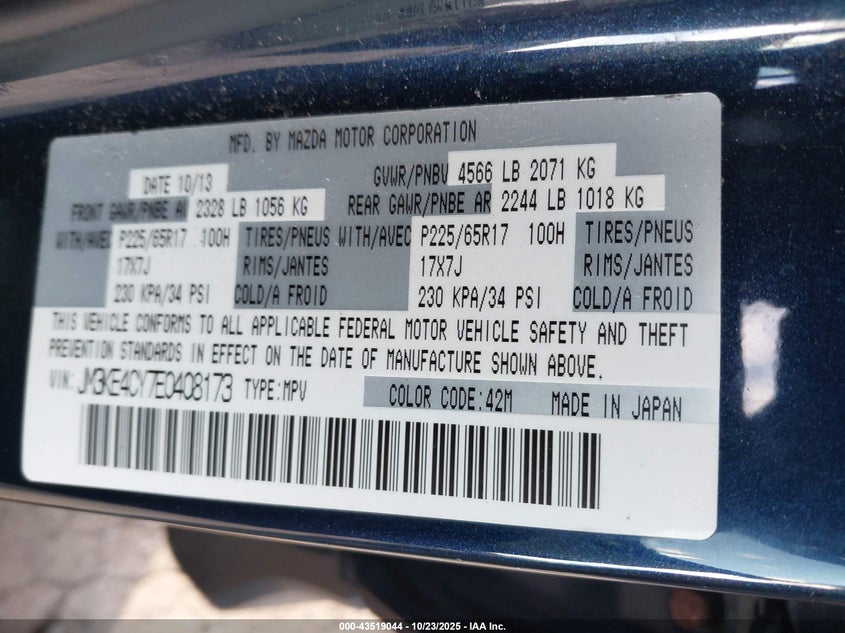 MFD. BY MAZDA MOTOR CORPORATION
DATE 10/13 GVWR/PNBV 4566 LB 2071 KG
FRONT GAWR/PNBE AV 2328 LB 1056 KG REAR GAWR/PNBE AR 2244 LB 1018 KG
WITH/AVEC P225/65R17 100H TIRES/PNEUS WITH/AVEC P225/65R17 100H TIRES/PNEUS
17X7J RIMS/JANTES 17X7J RIMS/JANTES
230 KPA/34 PSI COLD/A FROID 230 KPA/34 PSI COLD/A FROID
THIS VEHICLE CONFORMS TO ALL APPLICABLE FEDERAL MOTOR VEHICLE SAFETY AND THEFT
PREVENTION STANDARDS IN EFFECT ON THE DATE OF MANUFACTURE SHOWN ABOVE.
VIN: JM3KE4CY7E0408173 TYPE:MPV COLOR CODE:42M MADE IN JAPAN
000-43519044 - 10/23/2025 - IAA Inc.